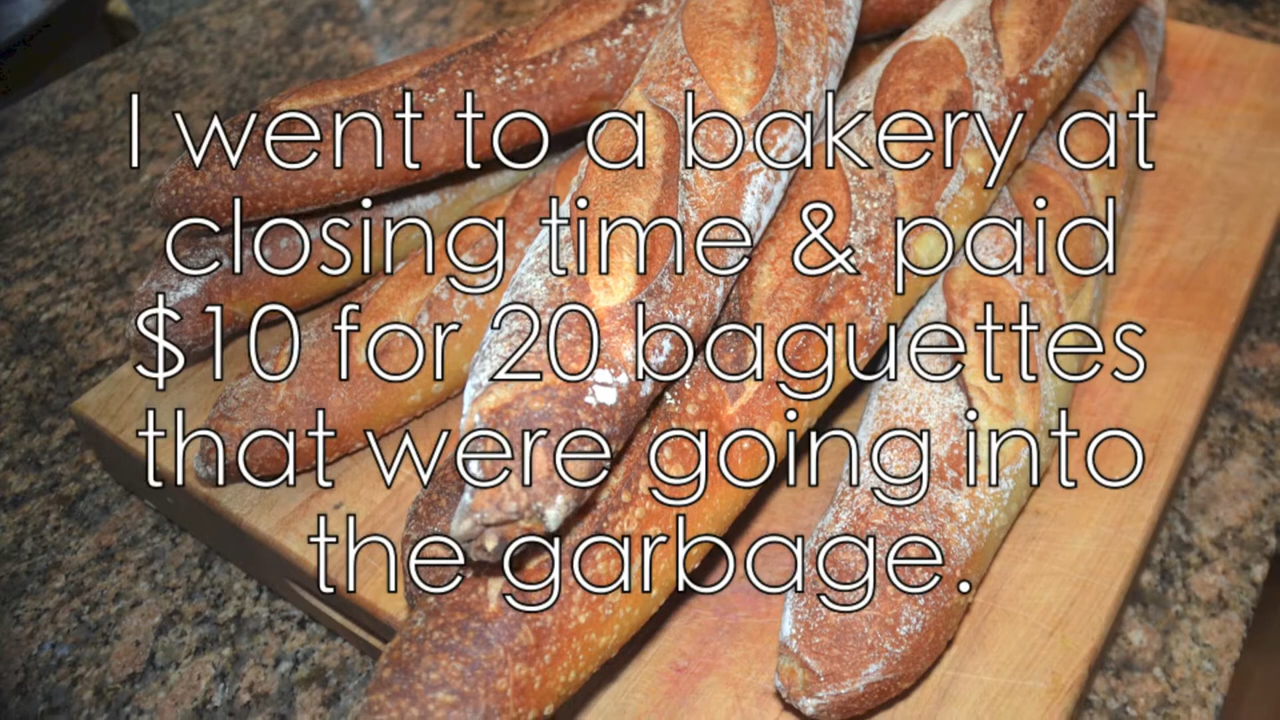 I went to a bakery at
closing time & paid
$10 for 20 baguettes
that were going into
the garbage.